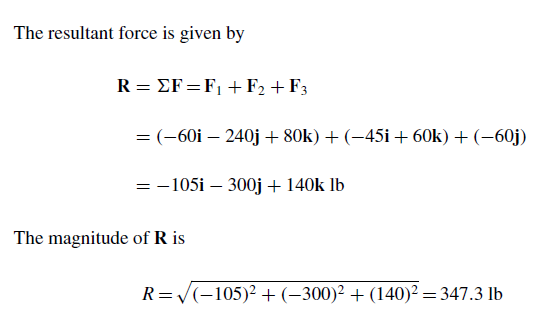 The resultant force is given by
R = ΣF = F₁ + F₂ + F₃
= (−60i − 240j + 80k) + (−45i + 60k) + (−60j)
= −105i − 300j + 140k lb
The magnitude of R is
R = √(−105)² + (−300)² + (140)² = 347.3 lb